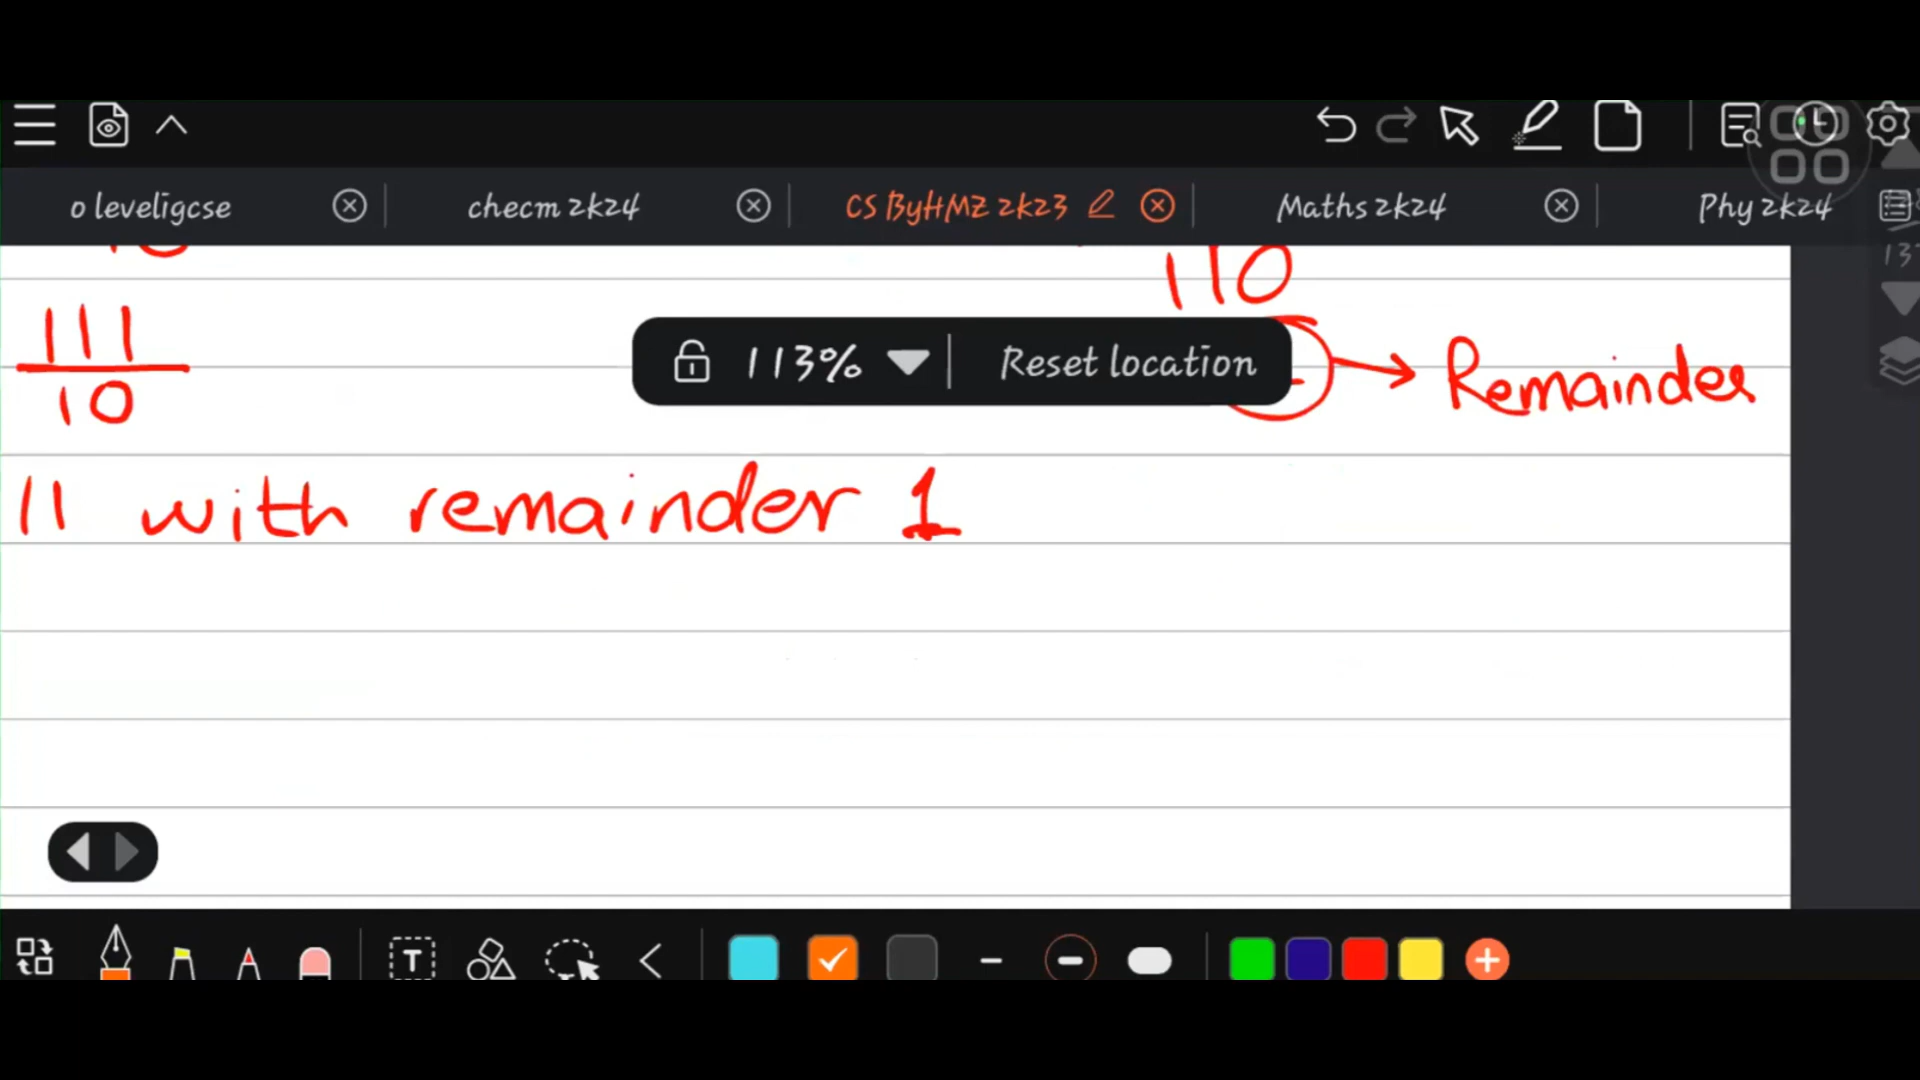 o leveligcse checm 2k24 CS ByHMZ 2k23 Maths 2k24 Phy 2k24
110
111
113% Reset location
Remainder
10
11 with remainder 1
T